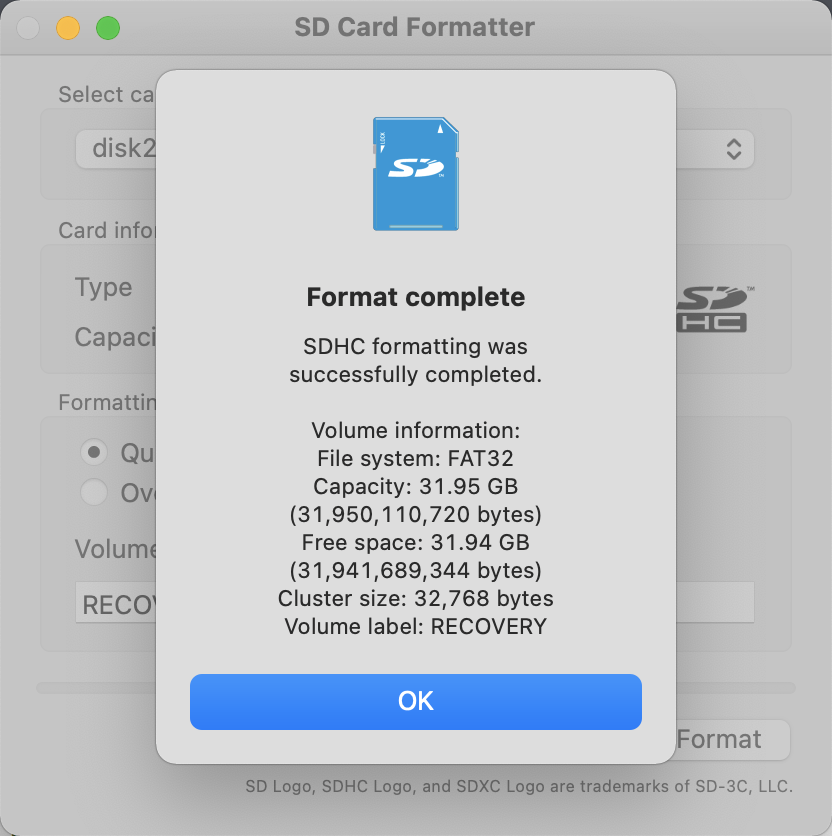 SD Card Formatter
Select ca
disk2
LOCK
SD
TM
Format complete
Card infor
SDHC formatting was
successfully completed.
Type
Capaci
SD
HC
TM
Volume information:
File system: FAT32
Capacity: 31.95 GB
(31,950,110,720 bytes)
Free space: 31.94 GB
(31,941,689,344 bytes)
Cluster size: 32,768 bytes
Volume label: RECOVERY
Formattin
Qu
Ove
Volume
RECOV
OK
Format
SD Logo, SDHC Logo, and SDXC Logo are trademarks of SD-3C, LLC.